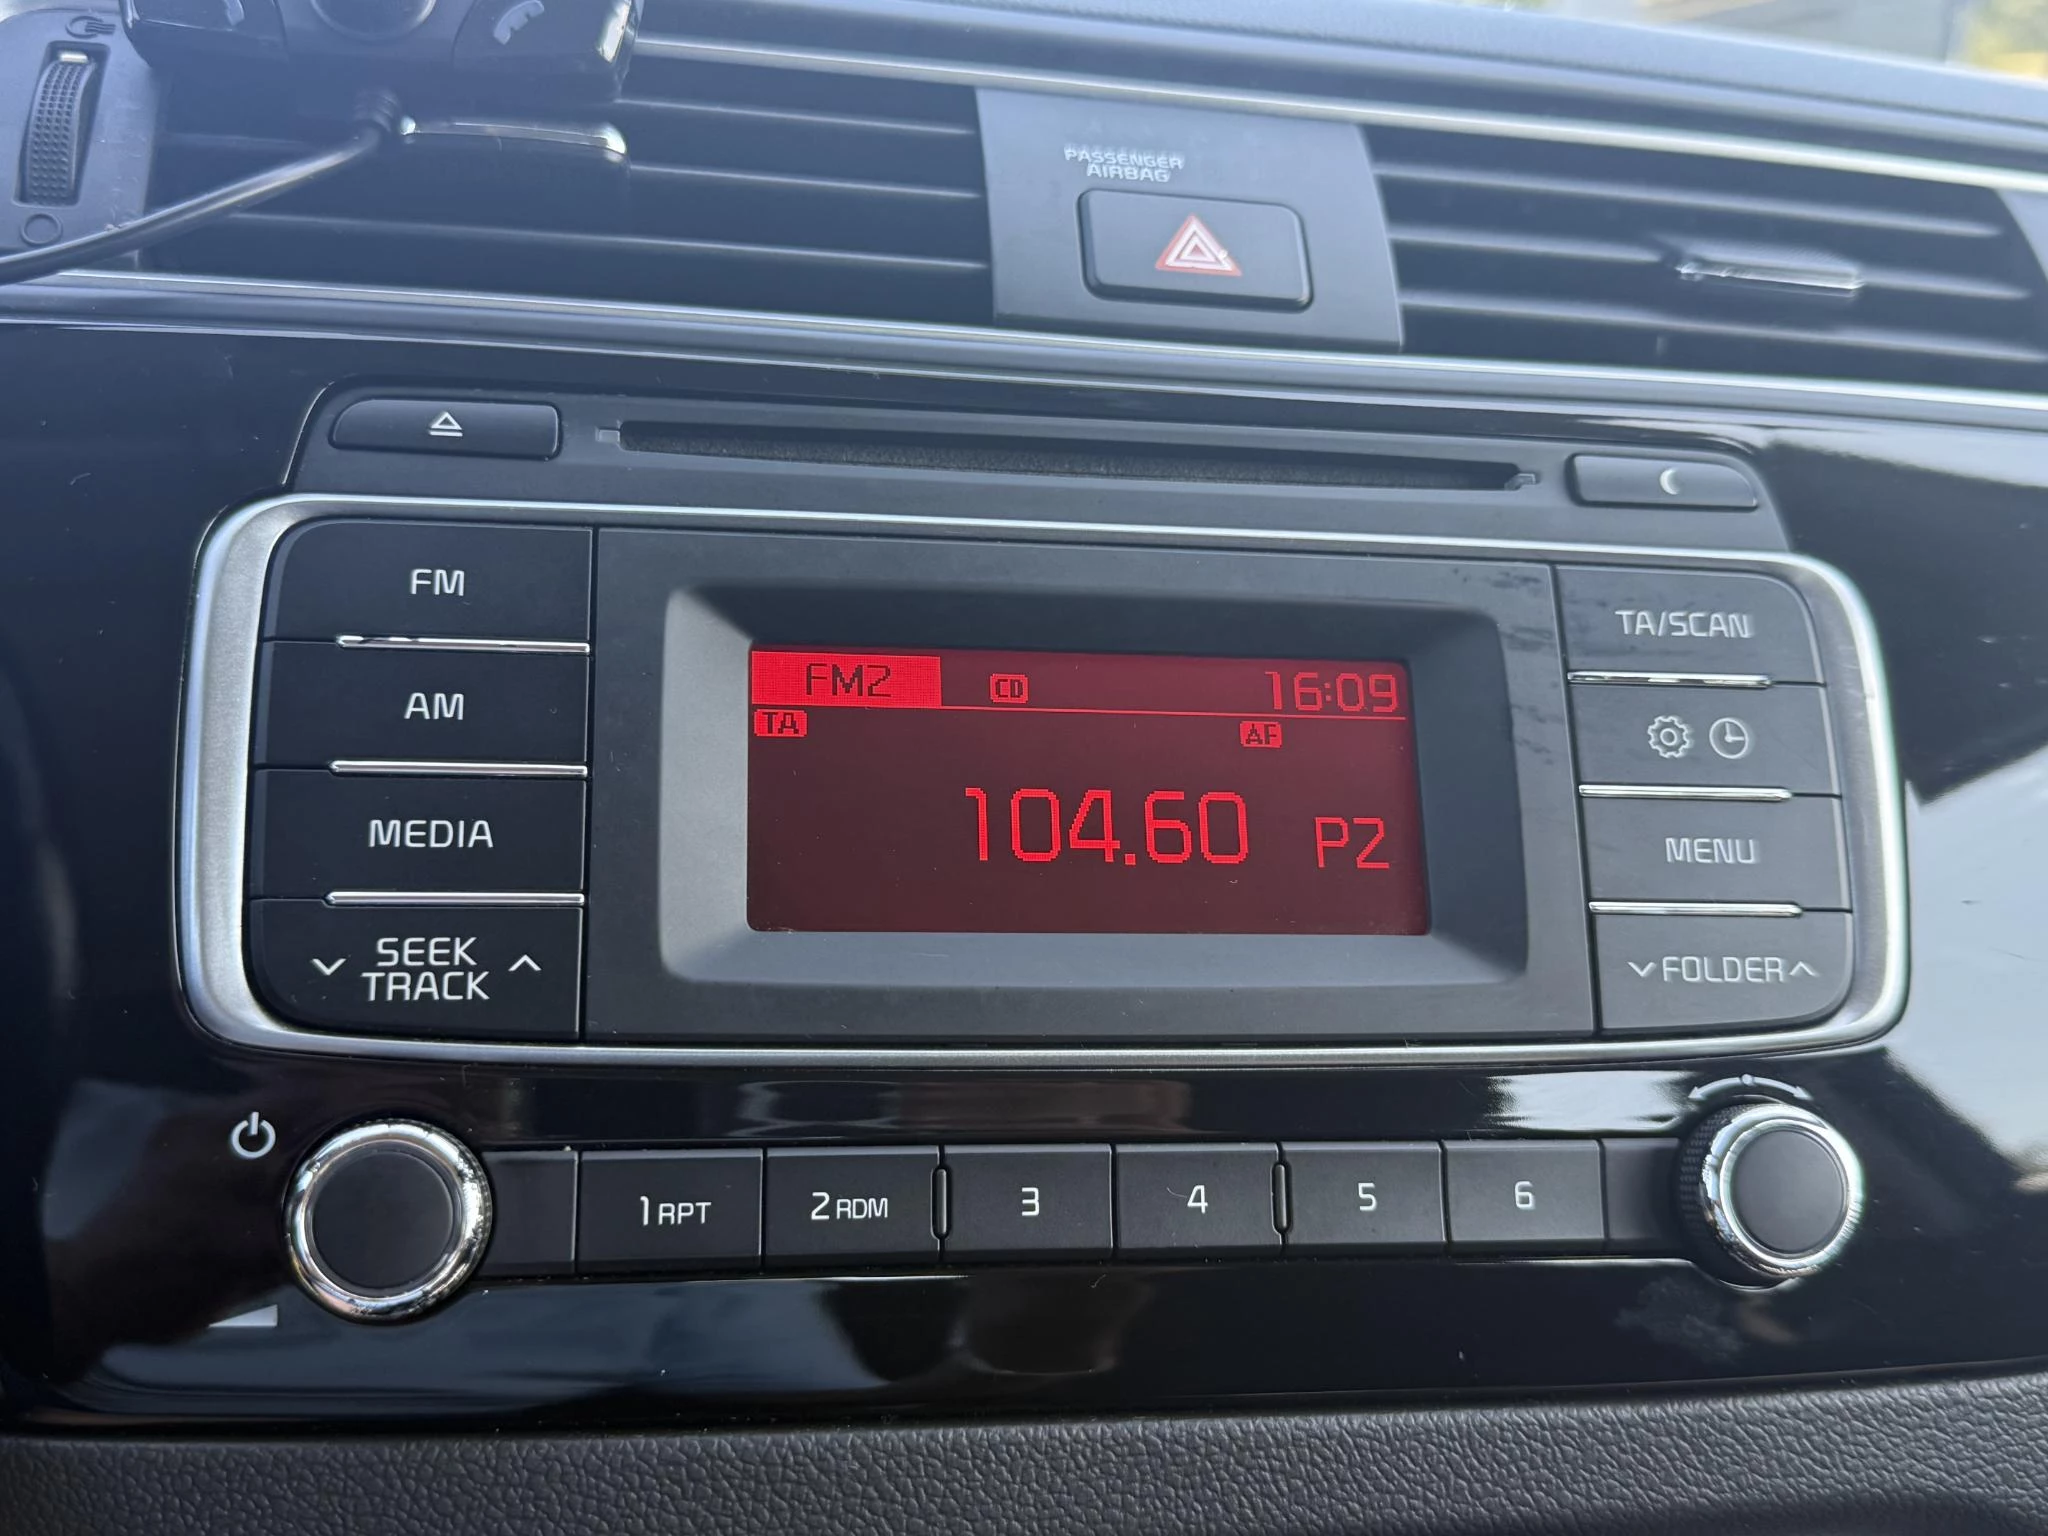 PASSENGER
AIRBAG
FM
AM
MEDIA
SEEK
TRACK
FM2 CD 16:09
TA AF
104.60 P2
TA/SCAN
MENU
FOLDER
1 RPT 2 RDM 3 4 5 6